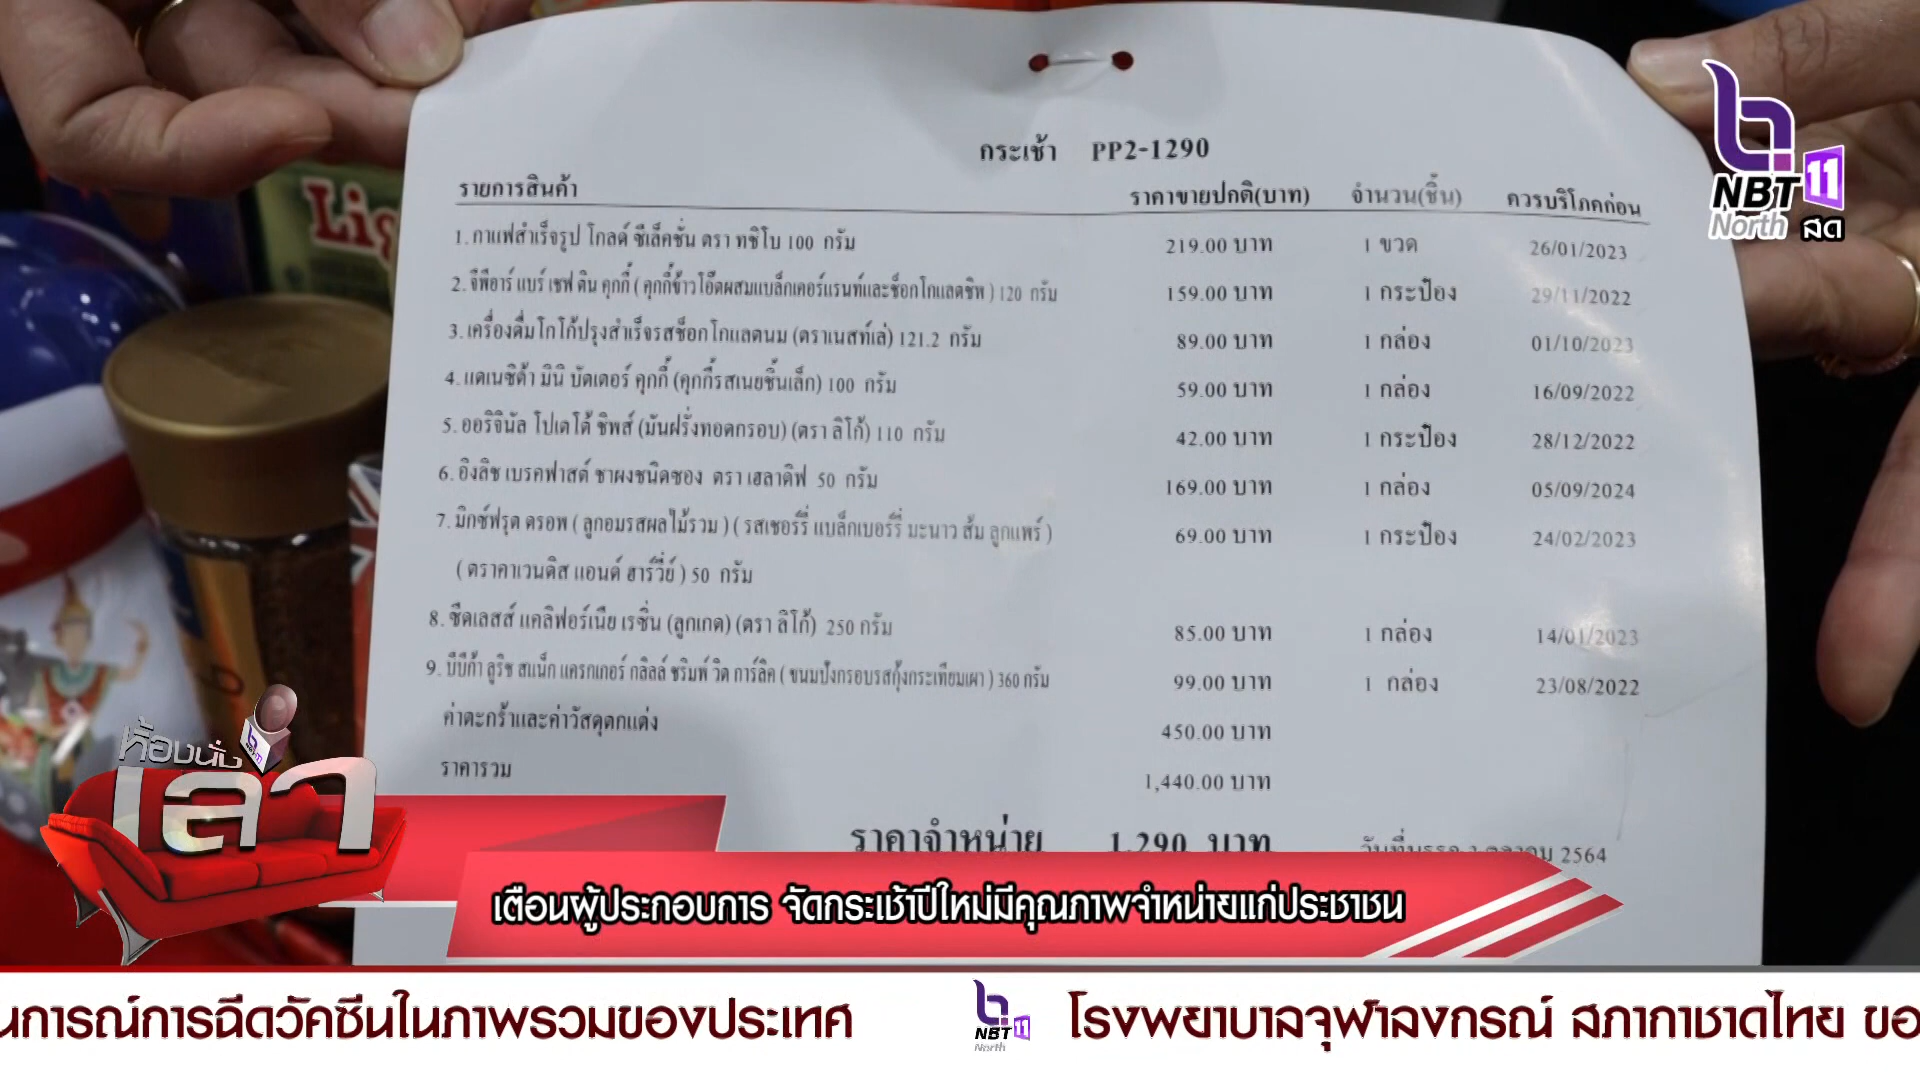 กระเช้า PP2-1290
รายการสินค้า ราคาขายปกติ(บาท) จำนวน(ชิ้น) ควรบริโภคก่อน
1. กาแฟสำเร็จรูป โกลด์ ซีเล็คชั่น ตรา ทชิโบ 100 กรัม 219.00 บาท 1 ขวด 26/01/2023
2. จีพีอาร์ แบร์ เชฟ ติน คุกกี้ ( คุกกี้ข้าวโอ๊ตผสมแบล็กเคอร์แรนท์และช็อกโกแลตชิพ ) 120 กรัม 159.00 บาท 1 กระป๋อง 29/11/2022
3. เครื่องดื่มโกโก้ปรุงสำเร็จรสช็อกโกแลตนม (ตราเนสท์เล่) 121.2 กรัม 89.00 บาท 1 กล่อง 01/10/2023
4. แดเนซิต้า มินิ บัตเตอร์ คุกกี้ (คุกกี้รสเนยชิ้นเล็ก) 100 กรัม 59.00 บาท 1 กล่อง 16/09/2022
5. ออริจินัล โปเตโต้ ชิพส์ (มันฝรั่งทอดกรอบ) (ตรา ลิโก้) 110 กรัม 42.00 บาท 1 กระป๋อง 28/12/2022
6. อิงลิช เบรคฟาสต์ ชาผงชนิดซอง ตรา เฮลาดิฟ 50 กรัม 169.00 บาท 1 กล่อง 05/09/2024
7. มิกซ์ฟรุต ดรอพ ( ลูกอมรสผลไม้รวม ) ( รสเชอร์รี่ แบล็กเบอร์รี่ มะนาว ส้ม ลูกแพร์ ) 69.00 บาท 1 กระป๋อง 24/02/2023
( ตราคาเวนดิส แอนด์ ฮาร์วี่ย์ ) 50 กรัม
8. ซีดเลสส์ แคลิฟอร์เนีย เรซิ่น (ลูกเกด) (ตรา ลิโก้) 250 กรัม 85.00 บาท 1 กล่อง 14/01/2023
9. บีบีก้า ลูริช สแน็ก แครกเกอร์ กลิลล์ ชริมพ์ วิด การ์ลิค ( ขนมปังกรอบรสกุ้งกระเทียมเผา ) 360 กรัม 99.00 บาท 1 กล่อง 23/08/2022
ค่าตะกร้าและค่าวัสดุตกแต่ง 450.00 บาท
ราคารวม 1,440.00 บาท
ราคาจำหน่าย 1,290 บาท ตุลาคม 2564
Lig
NBT 11
North สด
ห้องนั่ง
เล่า
NBT 11
เตือนผู้ประกอบการ จัดกระเช้าปีใหม่มีคุณภาพจำหน่ายแก่ประชาชน
นการณ์การฉีดวัคซีนในภาพรวมของประเทศ NBT 11 North โรงพยาบาลจุฬาลงกรณ์ สภากาชาดไทย ขอ